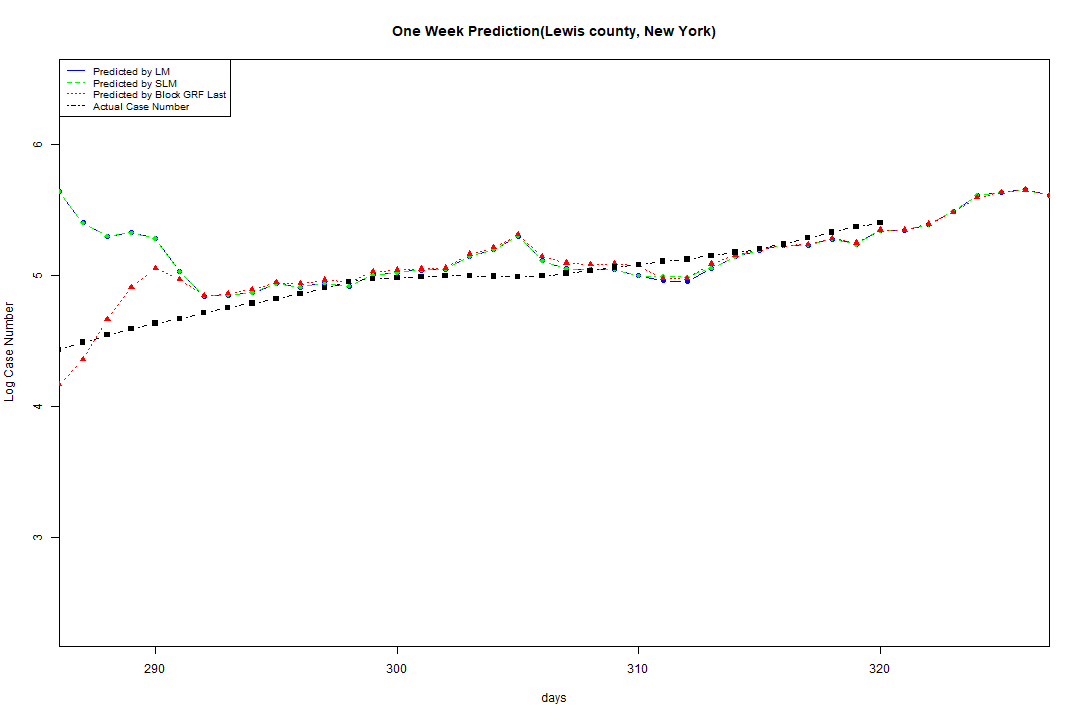 One Week Prediction(Lewis county, New York)
Predicted by LM
Predicted by SLM
Predicted by Block GRF Last
Actual Case Number
6
5
4
3
Log Case Number
290 300 310 320
days